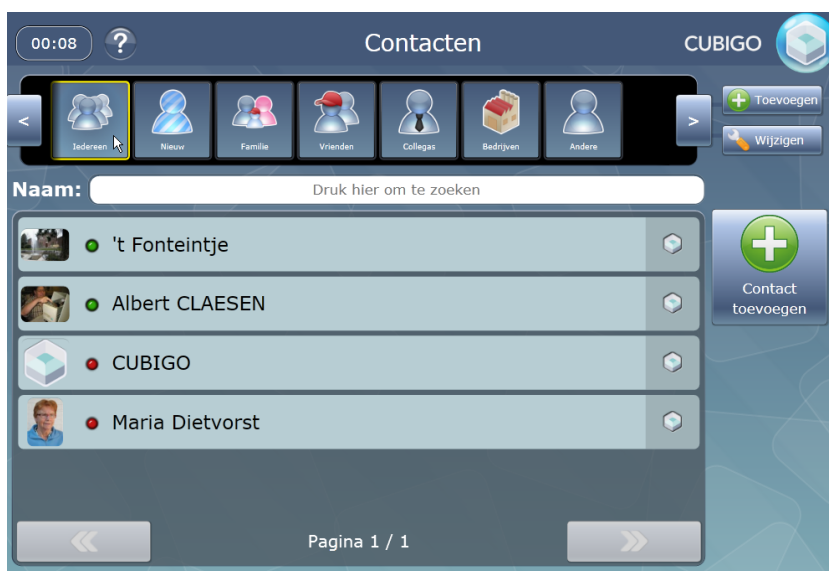 00:08
?
Contacten
CUBIGO
<
Iedereen
Nieuw
Familie
Vrienden
Collegas
Bedrijven
Andere
>
Toevoegen
Wijzigen
Naam:
Druk hier om te zoeken
't Fonteintje
Albert CLAESEN
CUBIGO
Maria Dietvorst
Contact
toevoegen
Pagina 1 / 1